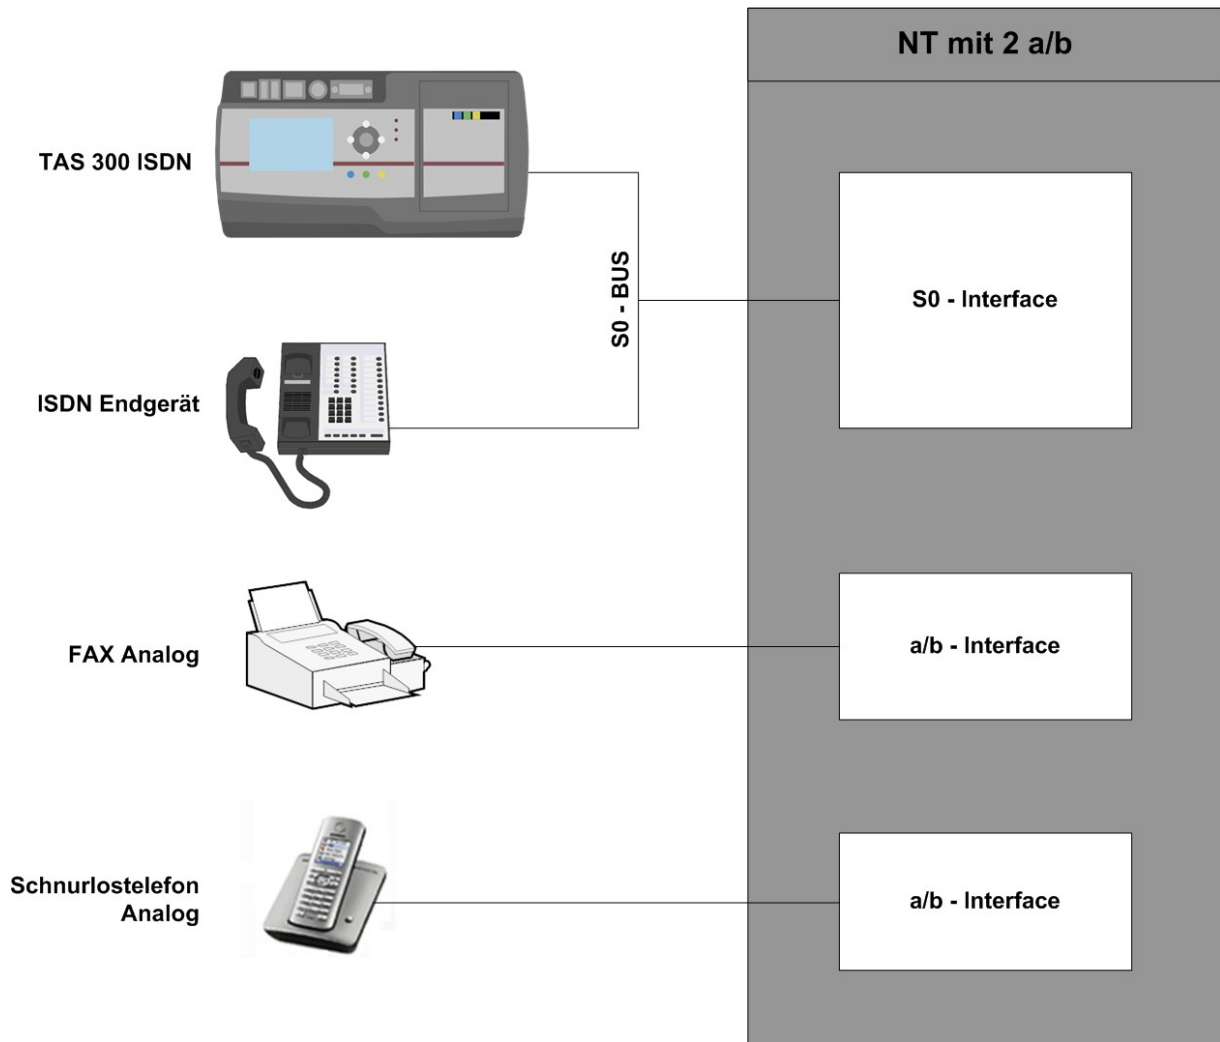 NT mit 2 a/b
TAS 300 ISDN
S0 - BUS
S0 - Interface
ISDN Endgerät
FAX Analog
a/b - Interface
Schnurlostelefon
Analog
a/b - Interface